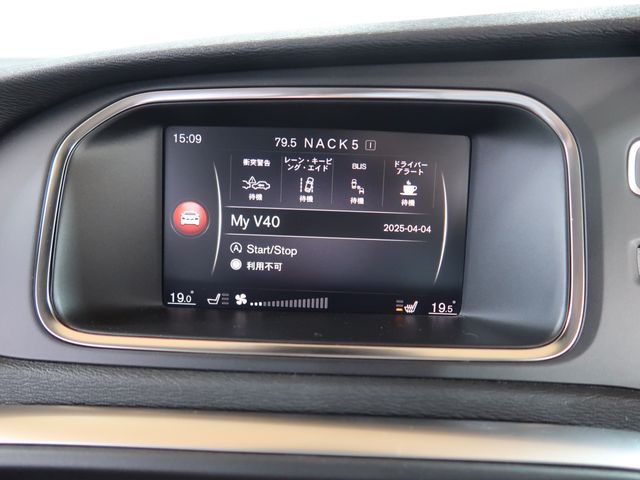 15:09
79.5 NACK5 I
衝突警告
レーン・キーピ
ング・エイド
BLIS
ドライバー
アラート
待機
待機
待機
待機
My V40
2025-04-04
A Start/Stop
利用不可
19.0°
19.5°